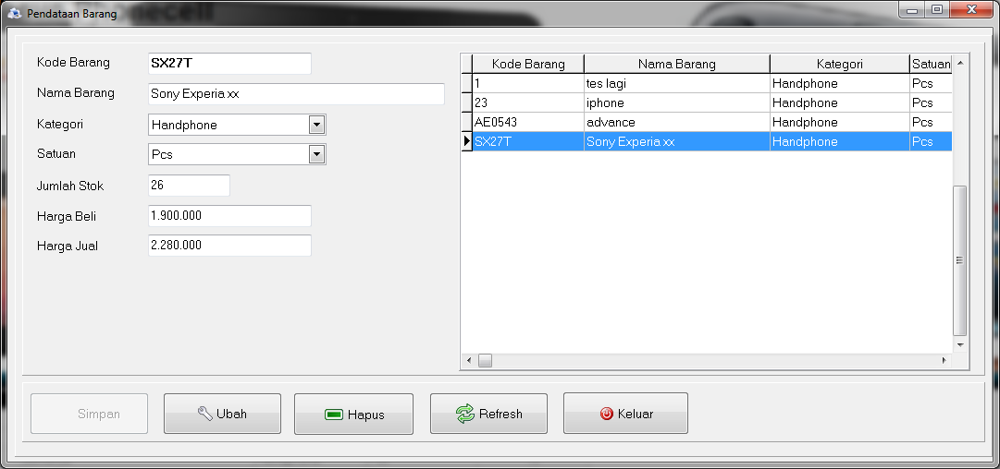 Pendataan Barang
Kode Barang SX27T
Nama Barang Sony Experia xx
Kategori Handphone
Satuan Pcs
Jumlah Stok 26
Harga Beli 1.900.000
Harga Jual 2.280.000
Kode Barang Nama Barang Kategori Satuan
1 tes lagi Handphone Pcs
23 iphone Handphone Pcs
AE0543 advance Handphone Pcs
SX27T Sony Experia xx Handphone Pcs
Simpan Ubah Hapus Refresh Keluar